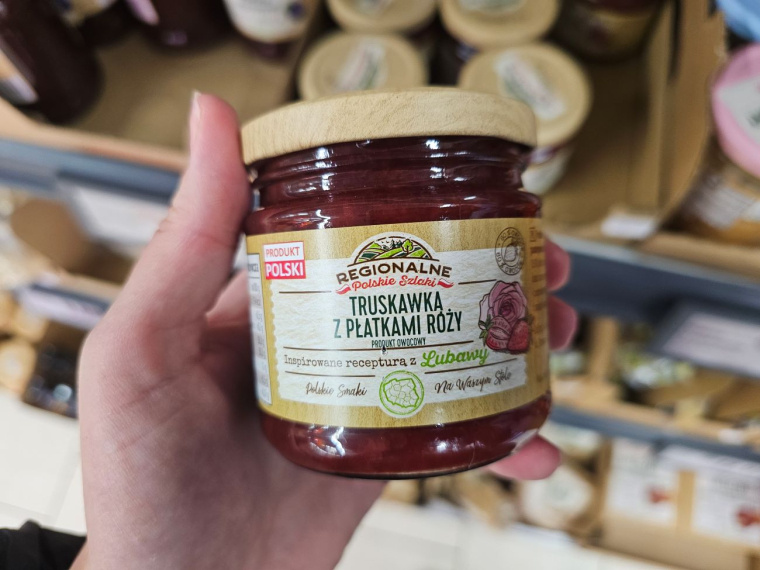 PRODUKT
POLSKI
REGIONALNE
Polskie Szlaki
TRUSKAWKA
Z PŁATKAMI RÓŻY
PRODUKT OWOCOWY
Inspirowane recepturą z Lubawy
Polskie Smaki
Na Waszym Stole